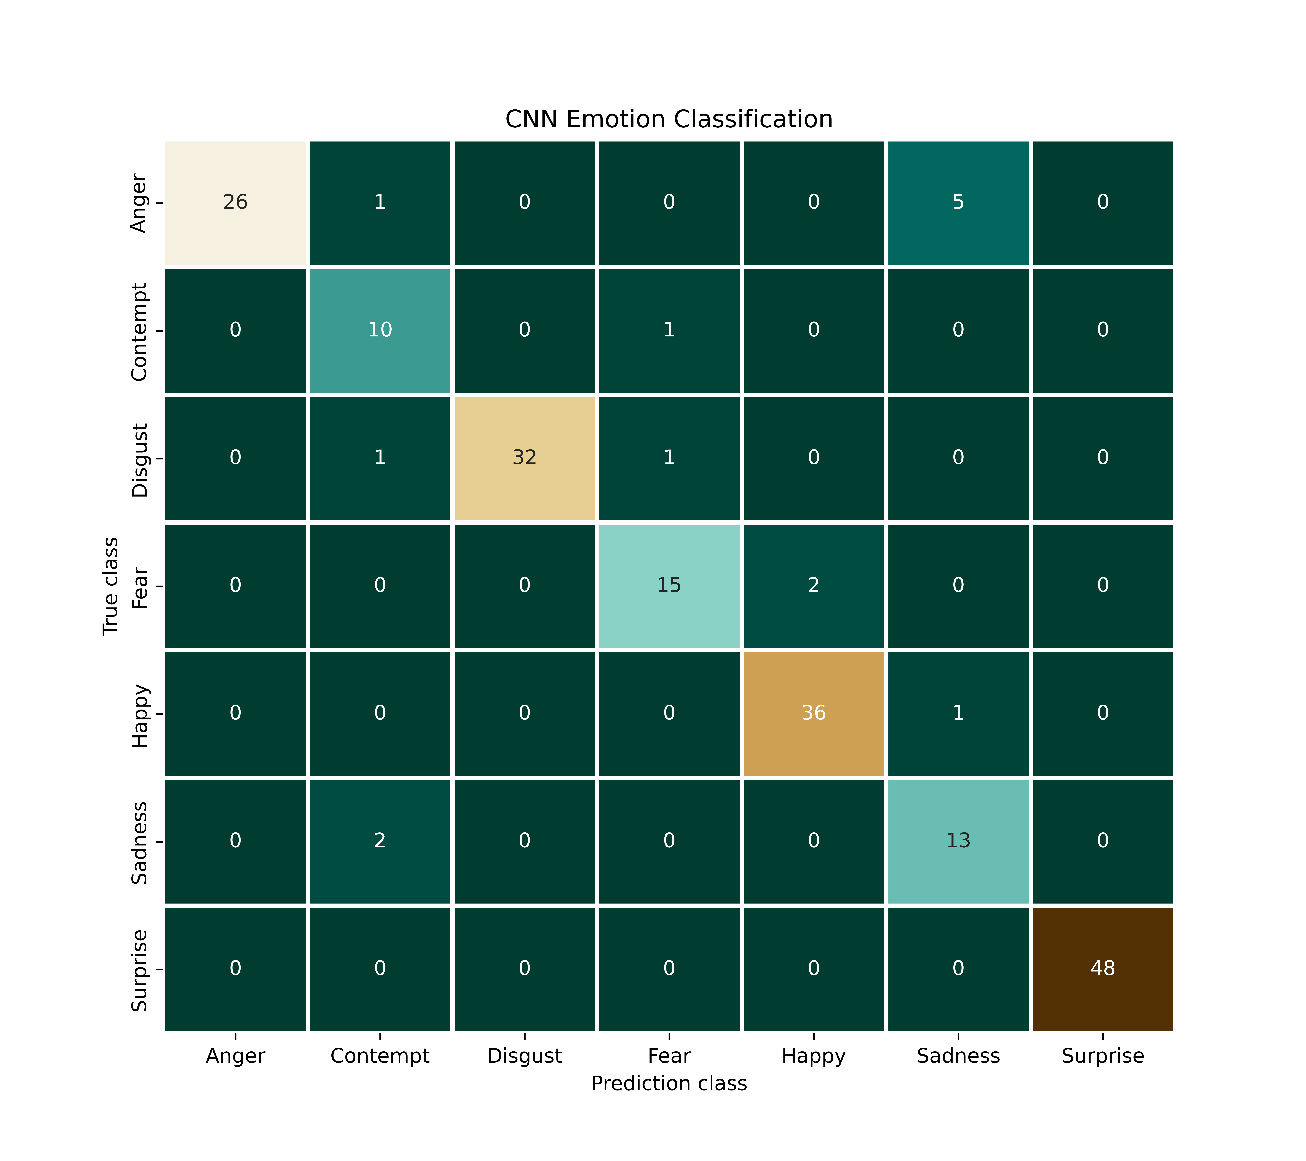 CNN Emotion Classification
Anger 26 1 0 0 0 5 0
Contempt 0 10 0 1 0 0 0
Disgust 0 1 32 1 0 0 0
True class
Fear 0 0 0 15 2 0 0
Happy 0 0 0 0 36 1 0
Sadness 0 2 0 0 0 13 0
Surprise 0 0 0 0 0 0 48
Anger Contempt Disgust Fear Happy Sadness Surprise
Prediction class